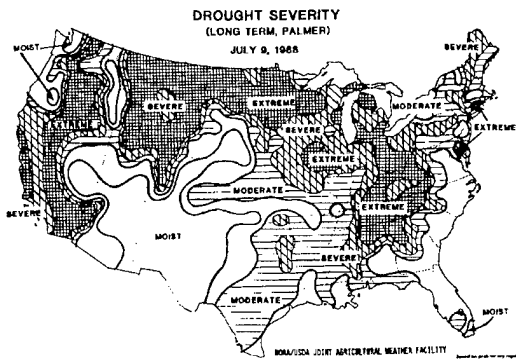 DROUGHT SEVERITY
(LONG TERM, PALMER)
JULY 9, 1988
MOIST
SEVERE
SEVERE
EXTREME
MODERATE
EXTREME
SEVERE
EXTREME
EXTREME
MODERATE
EXTREME
SEVERE
MOIST
SEVERE
MODERATE
MOIST
NOAA/USDA JOINT AGRICULTURAL WEATHER FACILITY